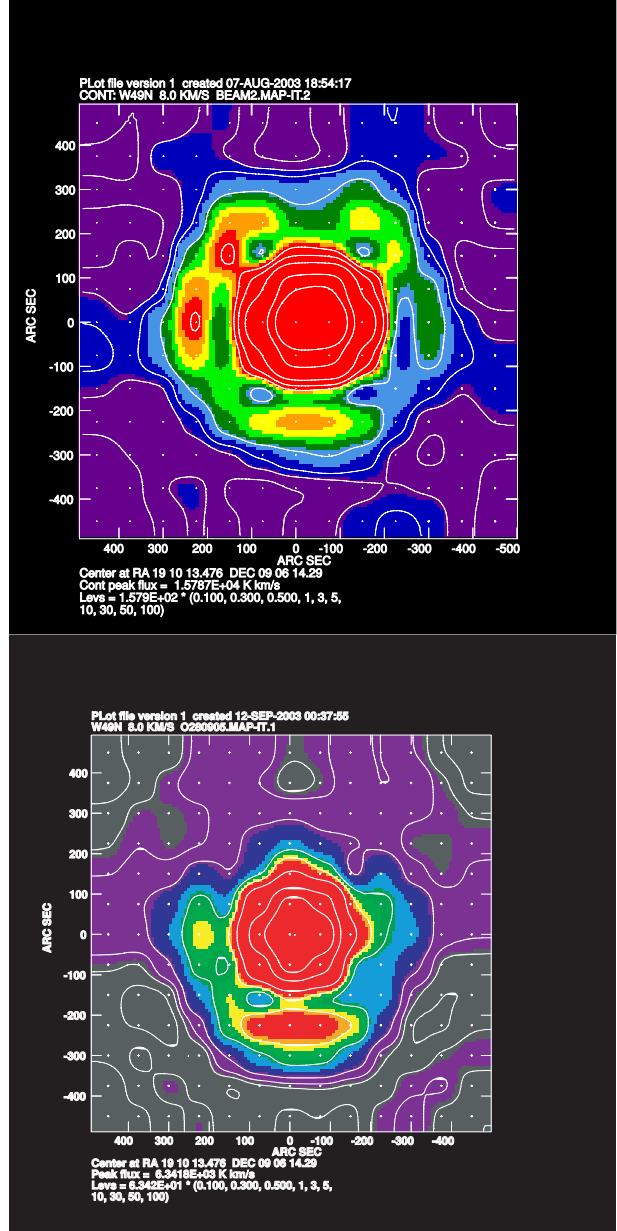 PLot file version 1 created 07-AUG-2003 18:54:17
CONT: W49N 8.0 KM/S BEAM2.MAP-IT.2
400
300
200
100
0
-100
-200
-300
-400
ARC SEC
400 300 200 100 0 -100 -200 -300 -400 -500
ARC SEC
Center at RA 19 10 13.476 DEC 09 06 14.29
Cont peak flux = 1.5787E+04 K km/s
Levs = 1.579E+02 * (0.100, 0.300, 0.500, 1, 3, 5,
10, 30, 50, 100)
PLot file version 1 created 12-SEP-2003 00:37:55
W49N 8.0 KM/S O280905.MAP-IT.1
400
300
200
100
0
-100
-200
-300
-400
ARC SEC
400 300 200 100 0 -100 -200 -300 -400
ARC SEC
Center at RA 19 10 13.476 DEC 09 06 14.29
Peak flux = 6.3418E+03 K km/s
Levs = 6.342E+01 * (0.100, 0.300, 0.500, 1, 3, 5,
10, 30, 50, 100)